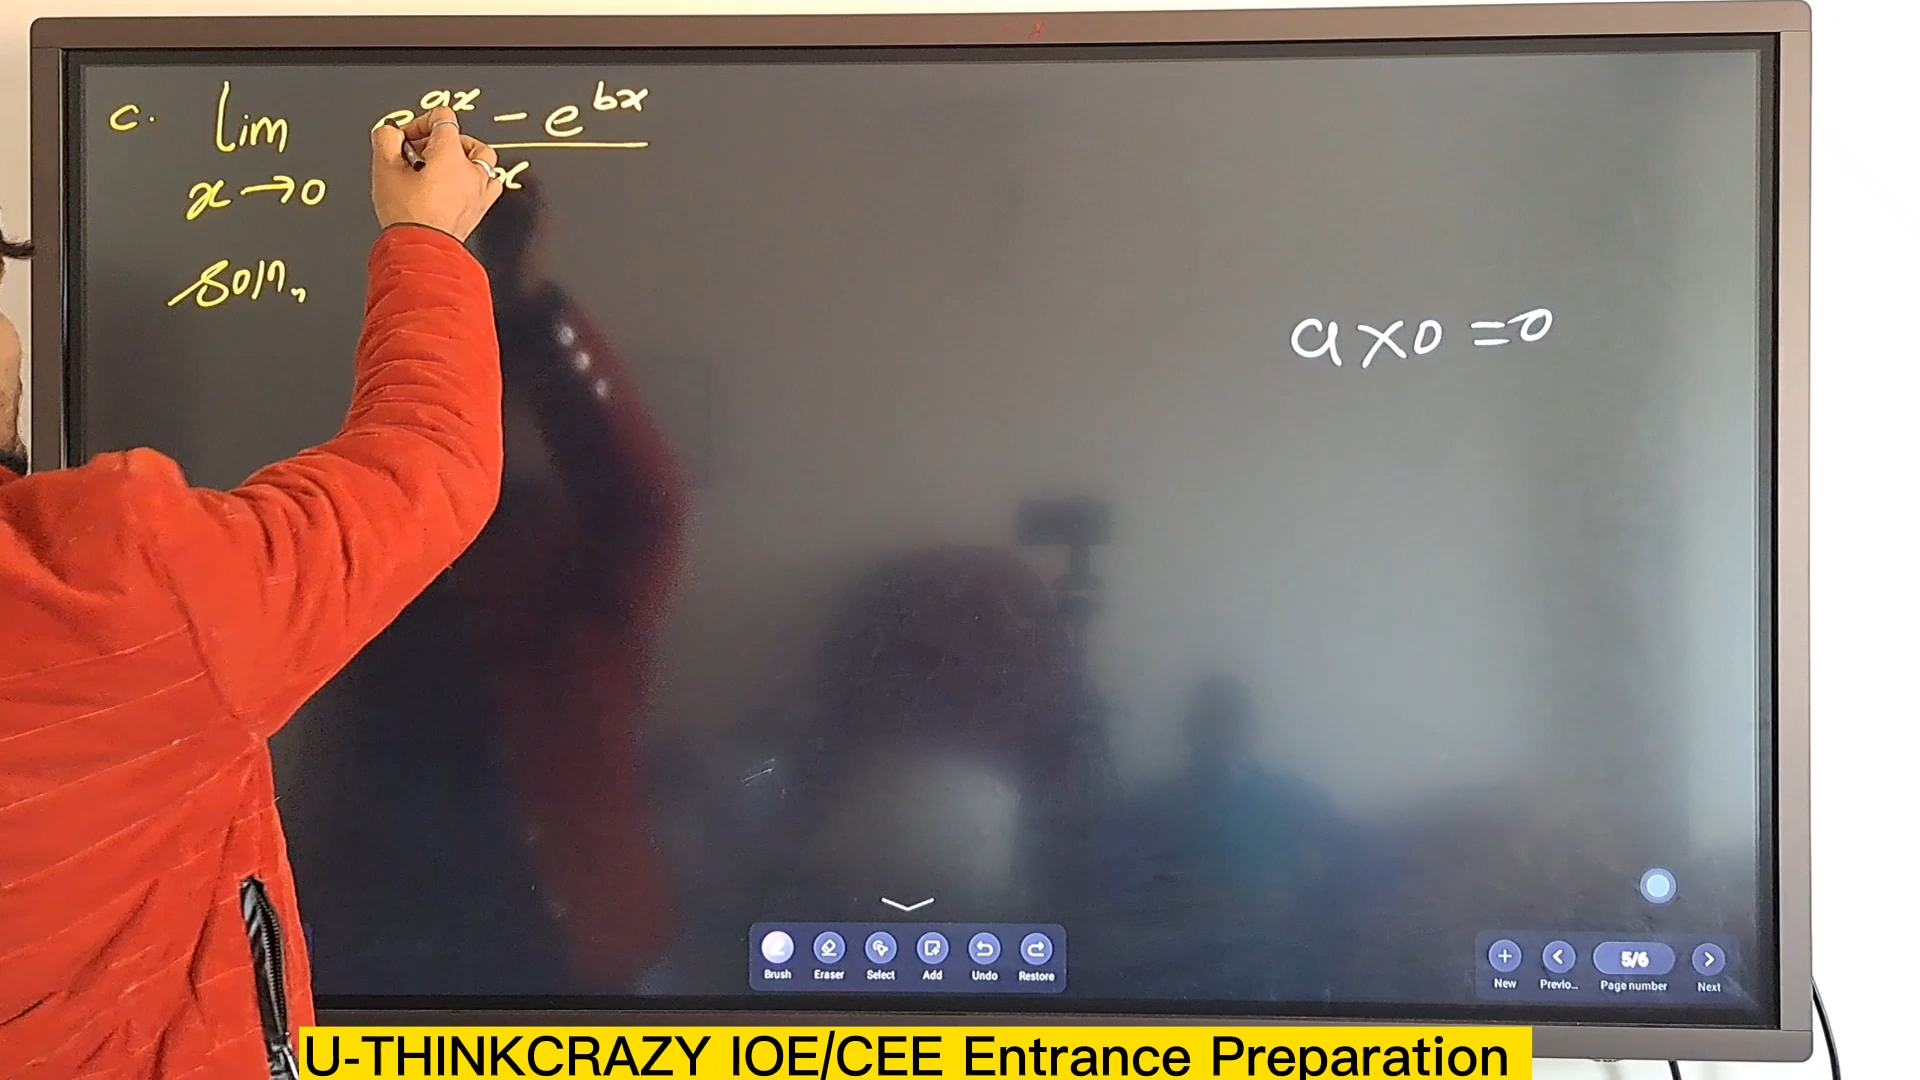 c. lim e^ax - e^bx
x→0 x
soln,
a×0=0
Brush Eraser Select Add Undo Restore
5/6
New Previo... Page number Next
U-THINKCRAZY IOE/CEE Entrance Preparation